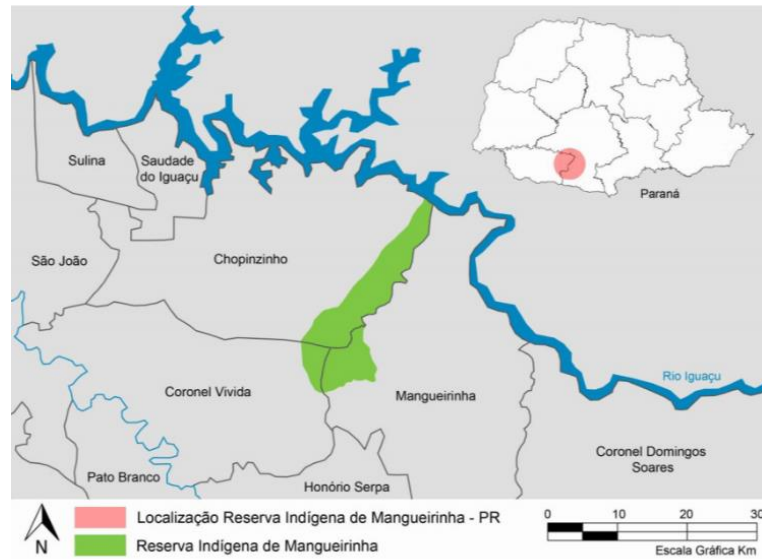 Sulina
Saudade
do Iguaçu
Paraná
São João
Chopinzinho
Rio Iguaçu
Coronel Vivida
Mangueirinha
Coronel Domingos
Soares
Pato Branco
Honório Serpa
N
Localização Reserva Indígena de Mangueirinha - PR
Reserva Indígena de Mangueirinha
0 10 20 30
Escala Gráfica Km